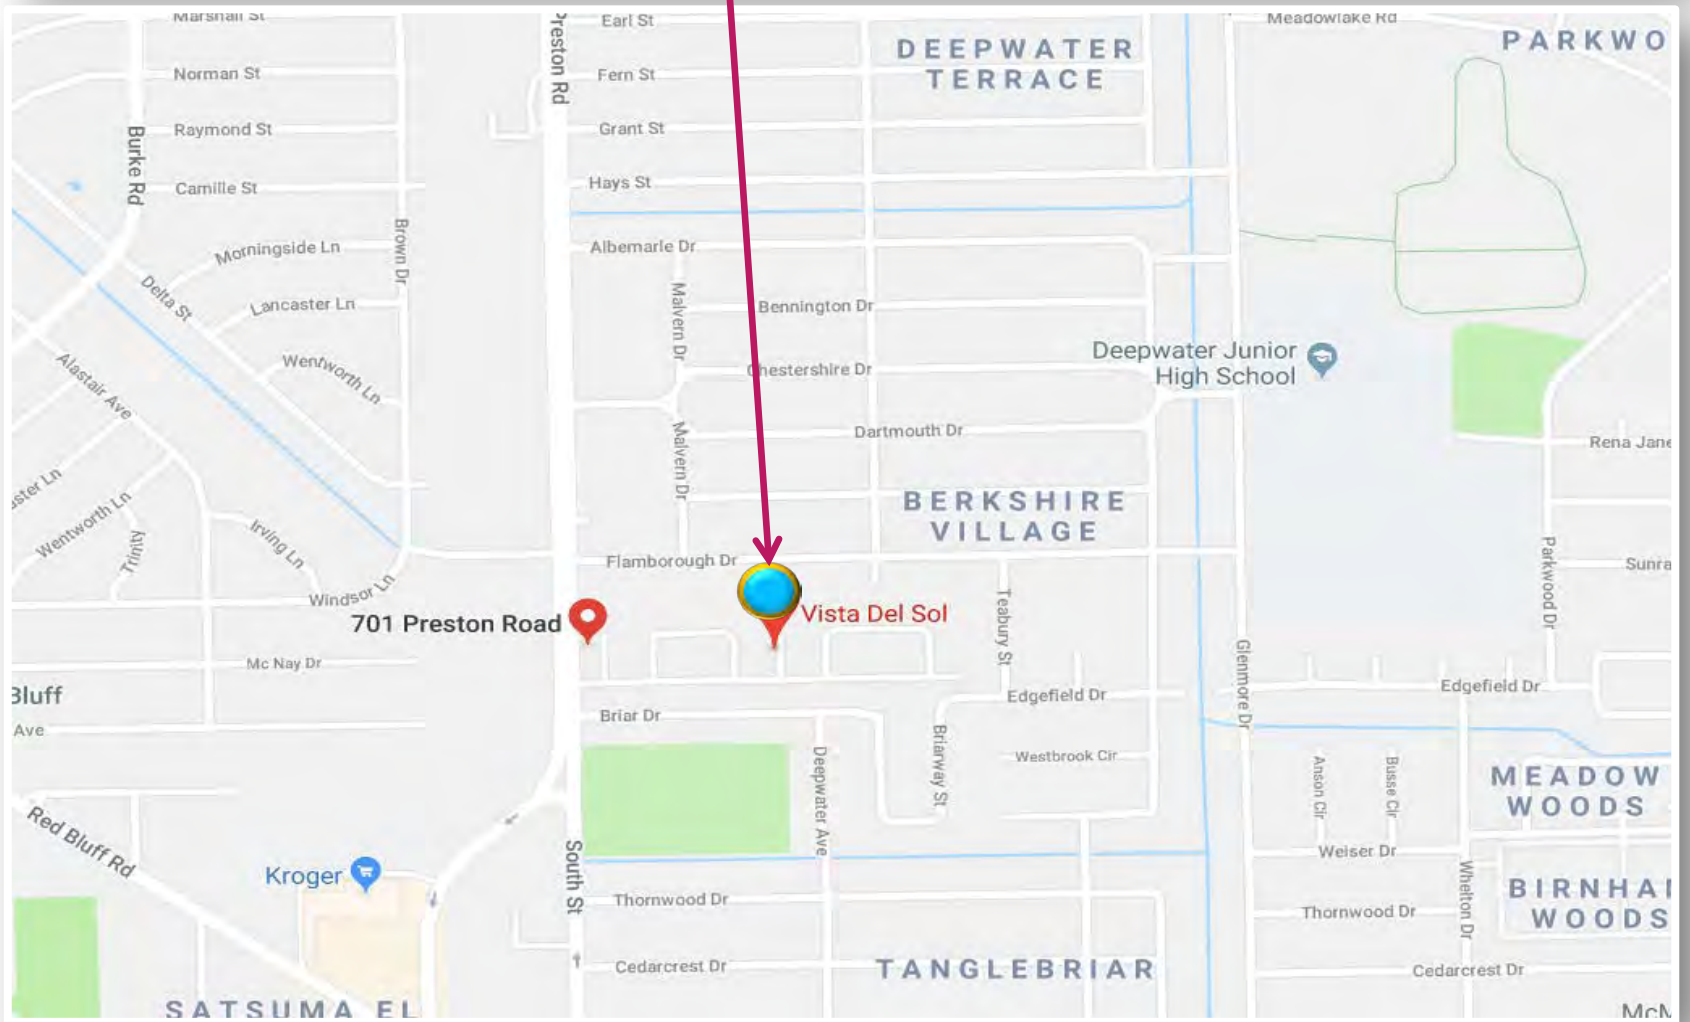 Marshall St
Earl St
Meadowlake Rd
Preston Rd
DEEPWATER
TERRACE
PARKWO
Norman St
Fern St
Raymond St
Grant St
Burke Rd
Camille St
Hays St
Morningside Ln
Brown Dr
Albemarle Dr
Delta St
Lancaster Ln
Malvern Dr
Bennington Dr
Wentworth Ln
Chestershire Dr
Deepwater Junior
High School
Alastair Ave
Malvern Dr
Dartmouth Dr
Rena Jane
aster Ln
Wentworth Ln
Trinity
Irving Ln
BERKSHIRE
VILLAGE
Flamborough Dr
Parkwood Dr
Sunra
Windsor Ln
701 Preston Road
Vista Del Sol
Teabury St
Glenmore Dr
Mc Nay Dr
Bluff
Edgefield Dr
Edgefield Dr
Ave
Briar Dr
Deepwater Ave
Briarway St
Westbrook Cir
Anson Cir
Busse Cir
MEADOW
WOODS
Red Bluff Rd
South St
Kroger
Weiser Dr
Whelton Dr
BIRNHA
WOODS
Thornwood Dr
Thornwood Dr
Cedarcrest Dr
TANGLEBRIAR
Cedarcrest Dr
SATSUMA EL
McM